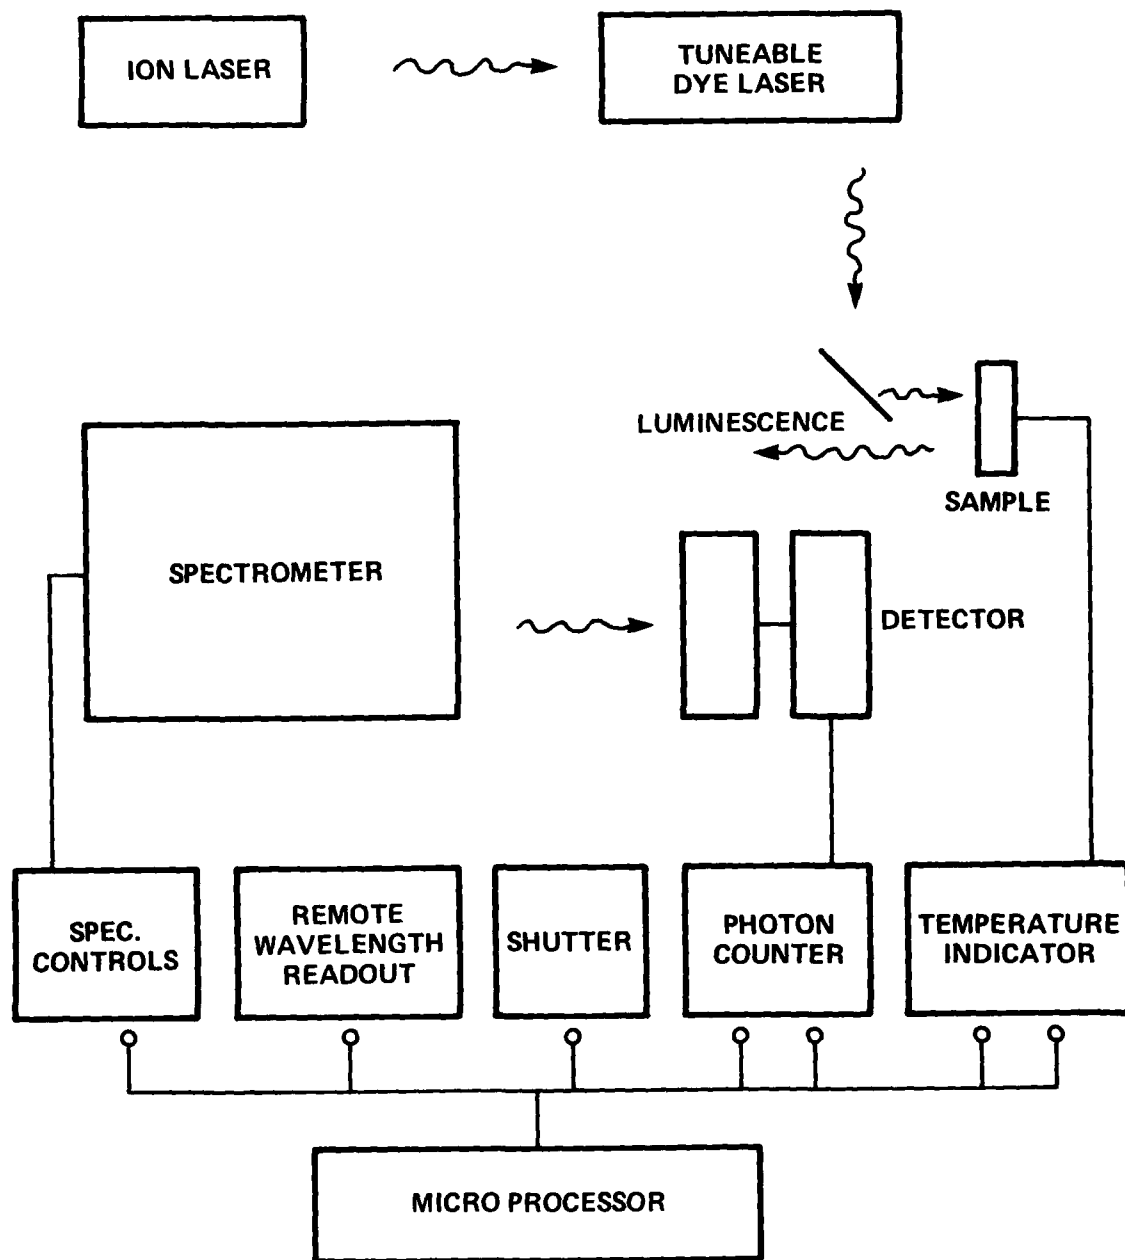 ION LASER
TUNEABLE
DYE LASER
LUMINESCENCE
SAMPLE
SPECTROMETER
DETECTOR
SPEC.
CONTROLS
REMOTE
WAVELENGTH
READOUT
SHUTTER
PHOTON
COUNTER
TEMPERATURE
INDICATOR
MICRO PROCESSOR